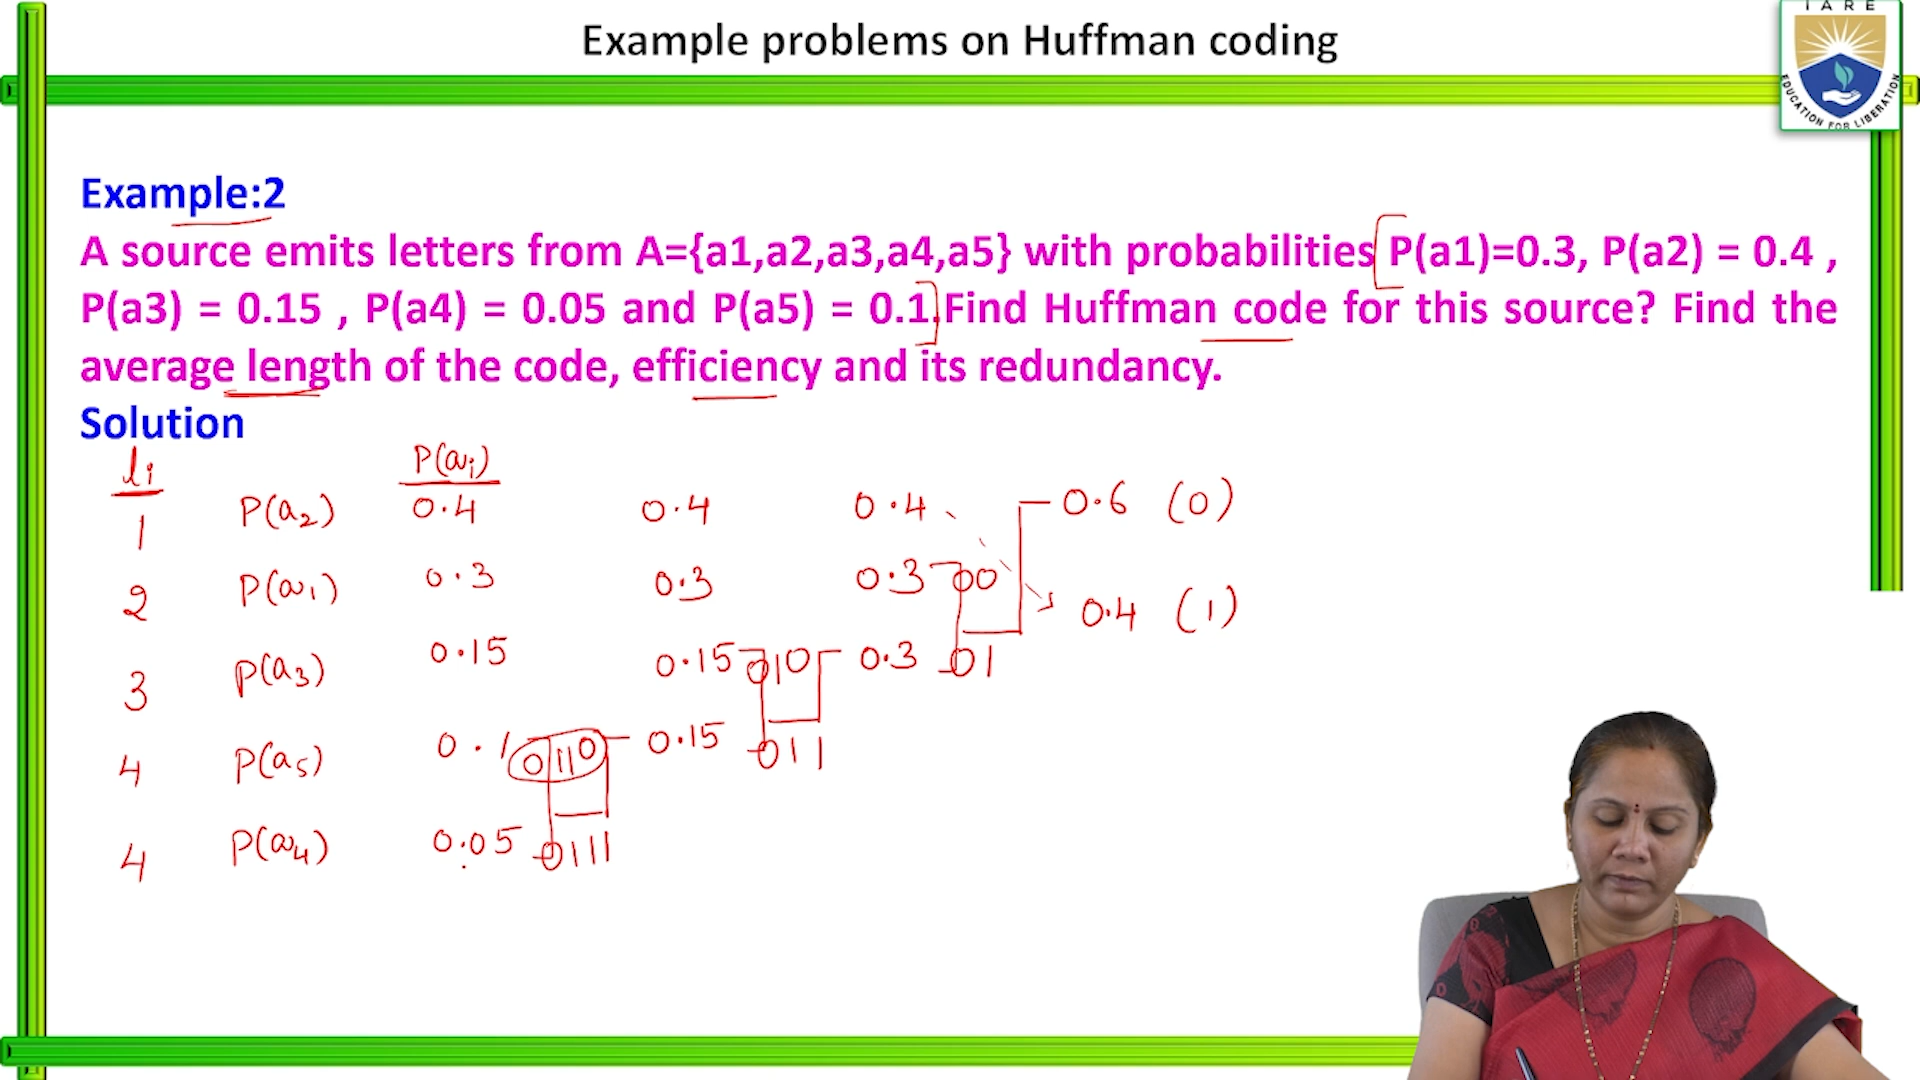 Example problems on Huffman coding
IARE
EDUCATION FOR LIBERATION
Example:2
A source emits letters from A={a1,a2,a3,a4,a5} with probabilities P(a1)=0.3, P(a2) = 0.4 ,
P(a3) = 0.15 , P(a4) = 0.05 and P(a5) = 0.1.Find Huffman code for this source? Find the
average length of the code, efficiency and its redundancy.
Solution
li P(ai)
1 P(a2) 0.4 0.4 0.4 0.6 (0)
2 P(a1) 0.3 0.3 0.3 00 0.4 (1)
3 P(a3) 0.15 0.15 010 0.3 01
4 P(a5) 0.1 0110 0.15 011
4 P(a4) 0.05 0111